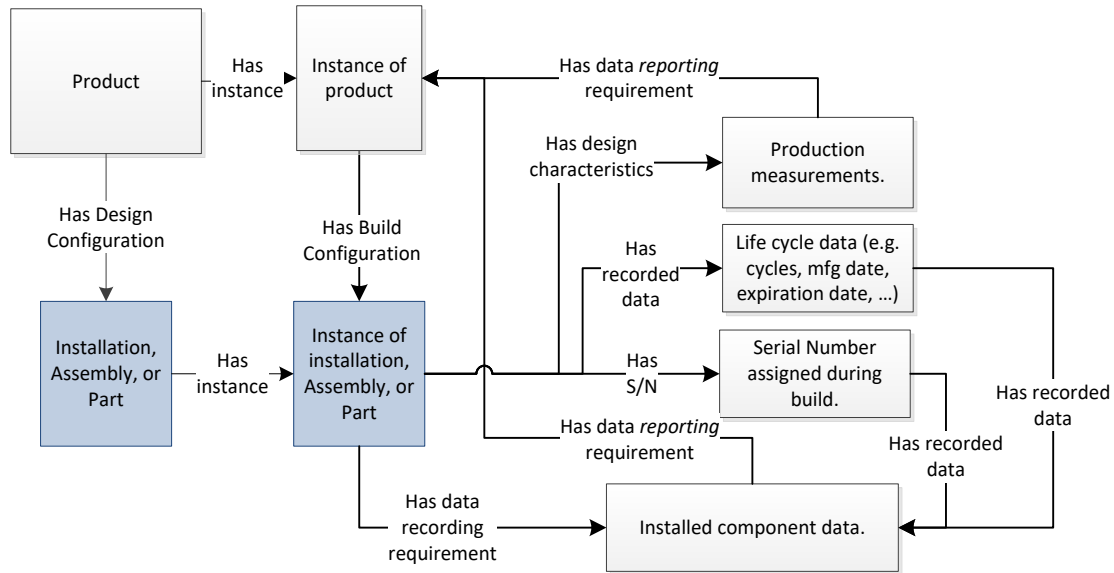 Product
Has
instance
Instance of
product
Has data reporting
requirement
Has design
characteristics
Production
measurements.
Has Design
Configuration
Has Build
Configuration
Has
recorded
data
Life cycle data (e.g.
cycles, mfg date,
expiration date, ...)
Installation,
Assembly, or
Part
Has
instance
Instance of
installation,
Assembly, or
Part
Has
S/N
Serial Number
assigned during
build.
Has recorded
data
Has data reporting
requirement
Has recorded
data
Has data
recording
requirement
Installed component data.